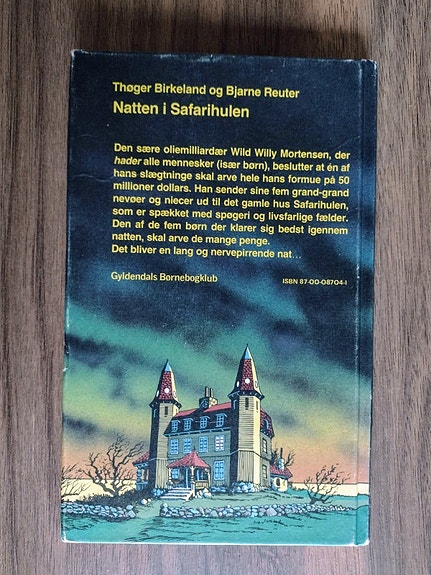 Thøger Birkeland og Bjarne Reuter
Natten i Safarihulen
Den sære oliemilliardær Wild Willy Mortensen, der
hader alle mennesker (især børn), beslutter at én af
hans slægtninge skal arve hele hans formue på 50
millioner dollars. Han sender sine fem grand-grand
nevøer og niecer ud til det gamle hus Safarihulen,
som er spækket med spøgeri og livsfarlige fælder.
Den af de fem børn der klarer sig bedst igennem
natten, skal arve de mange penge.
Det bliver en lang og nervepirrende nat...
Gyldendals Børnebogklub
ISBN 87-00-08704-1